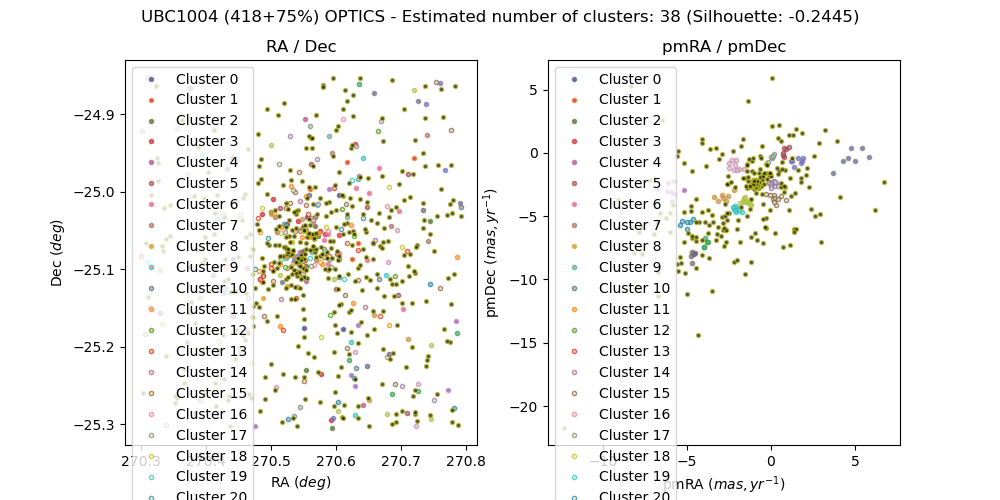 UBC1004 (418+75%) OPTICS - Estimated number of clusters: 38 (Silhouette: -0.2445)
RA / Dec
Dec (deg)
−24.9
−25.0
−25.1
−25.2
−25.3
Cluster 0
Cluster 1
Cluster 2
Cluster 3
Cluster 4
Cluster 5
Cluster 6
Cluster 7
Cluster 8
Cluster 9
Cluster 10
Cluster 11
Cluster 12
Cluster 13
Cluster 14
Cluster 15
Cluster 16
Cluster 17
Cluster 18
Cluster 19
Cluster 20
270.3 270.4 270.5 270.6 270.7 270.8
RA (deg)
pmRA / pmDec
pmDec (mas, yr⁻¹)
5
0
−5
−10
−15
−20
Cluster 0
Cluster 1
Cluster 2
Cluster 3
Cluster 4
Cluster 5
Cluster 6
Cluster 7
Cluster 8
Cluster 9
Cluster 10
Cluster 11
Cluster 12
Cluster 13
Cluster 14
Cluster 15
Cluster 16
Cluster 17
Cluster 18
Cluster 19
Cluster 20
−10 −5 0 5
pmRA (mas, yr⁻¹)